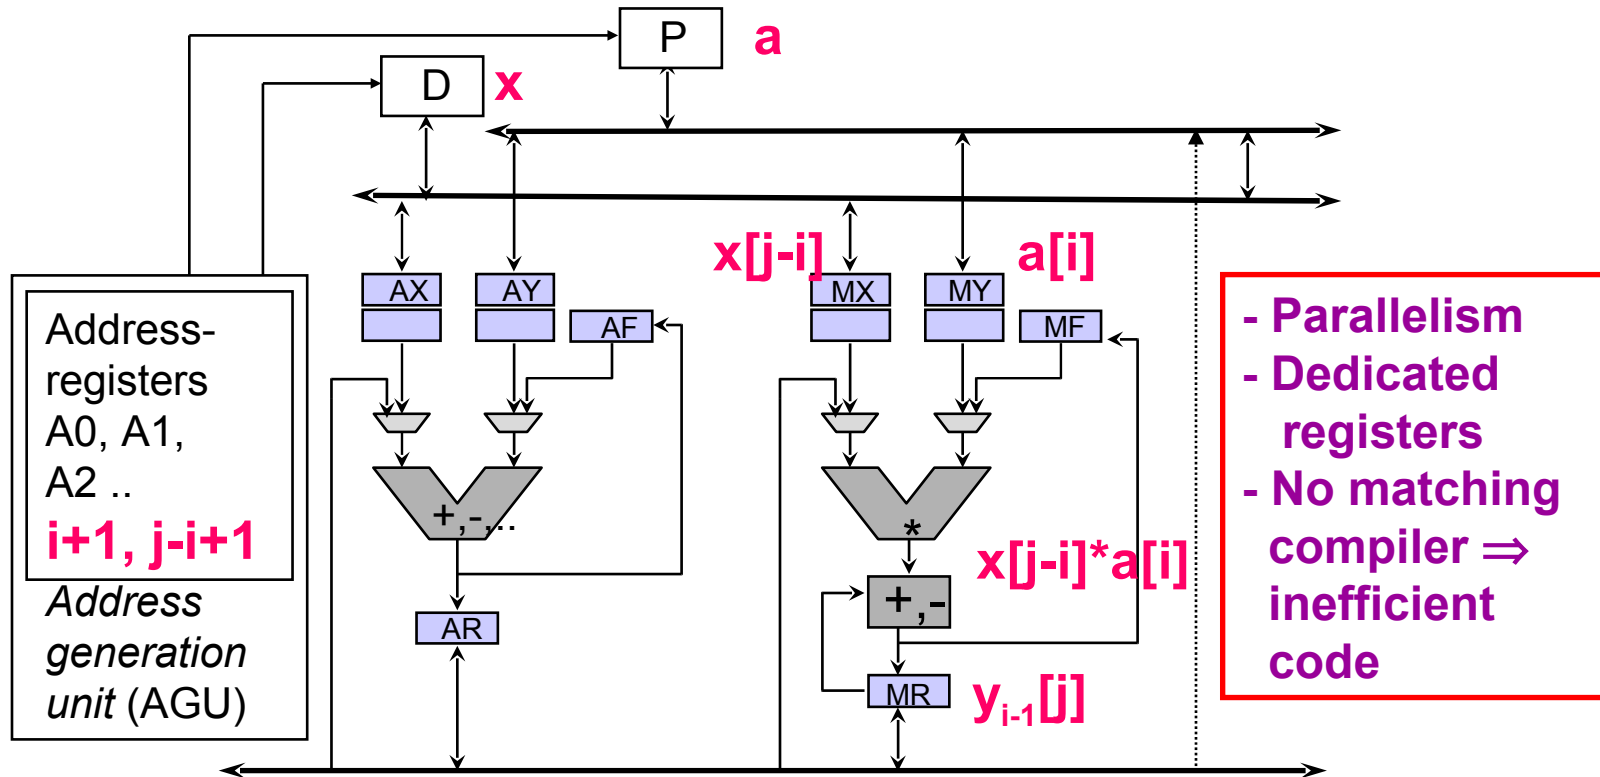 P
a
D
x
x[j-i]
a[i]
AX
AY
AF
MX
MY
MF
Address-
registers
A0, A1,
A2 ..
i+1, j-i+1
Address
generation
unit (AGU)
+,-,..
*
x[j-i]*a[i]
+,-
AR
MR
yi-1[j]
- Parallelism
- Dedicated
registers
- No matching
compiler ⇒
inefficient
code